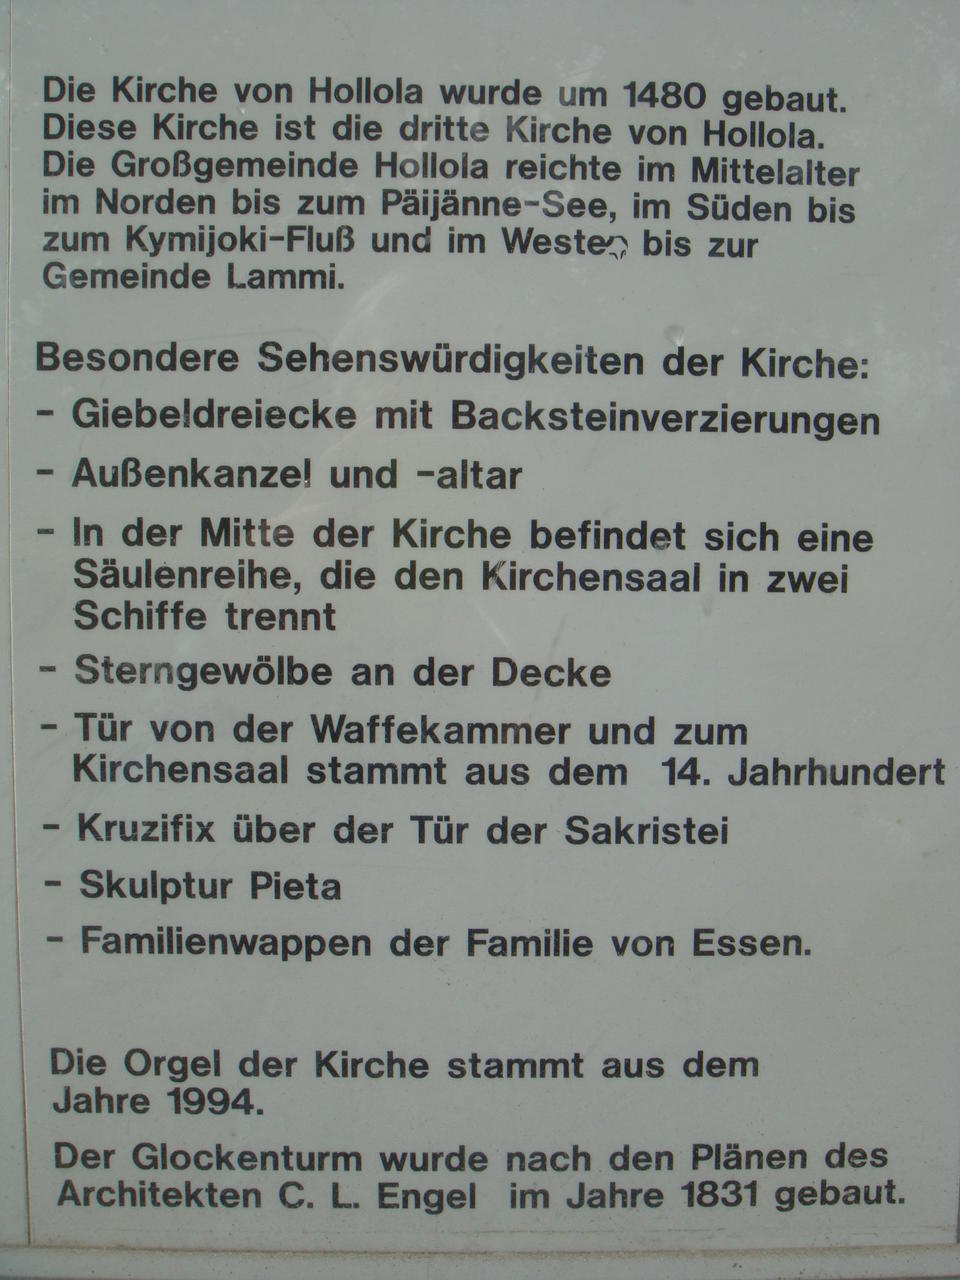 Die Kirche von Hollola wurde um 1480 gebaut.
Diese Kirche ist die dritte Kirche von Hollola.
Die Großgemeinde Hollola reichte im Mittelalter
im Norden bis zum Päijänne-See, im Süden bis
zum Kymijoki-Fluß und im Westen bis zur
Gemeinde Lammi.
Besondere Sehenswürdigkeiten der Kirche:
- Giebeldreiecke mit Backsteinverzierungen
- Außenkanzel und -altar
- In der Mitte der Kirche befindet sich eine
Säulenreihe, die den Kirchensaal in zwei
Schiffe trennt
- Sterngewölbe an der Decke
- Tür von der Waffekammer und zum
Kirchensaal stammt aus dem 14. Jahrhundert
- Kruzifix über der Tür der Sakristei
- Skulptur Pieta
- Familienwappen der Familie von Essen.
Die Orgel der Kirche stammt aus dem
Jahre 1994.
Der Glockenturm wurde nach den Plänen des
Architekten C. L. Engel im Jahre 1831 gebaut.